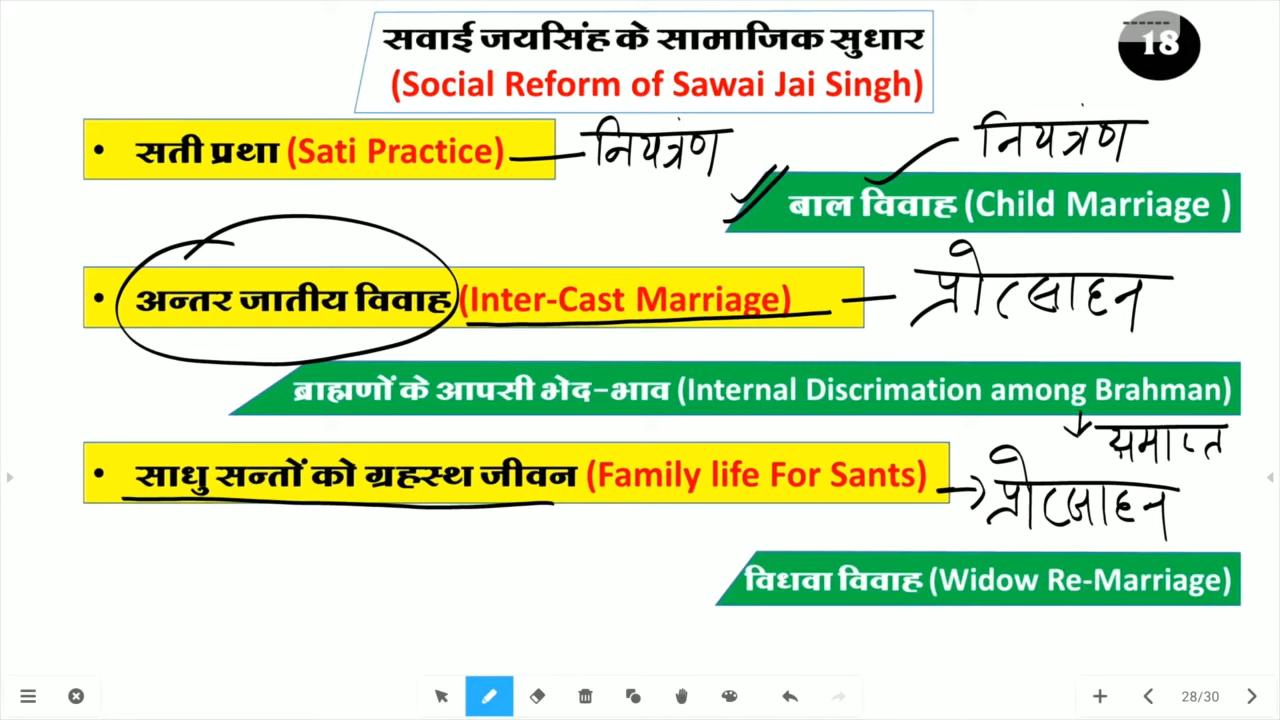 सवाई जयसिंह के सामाजिक सुधार
(Social Reform of Sawai Jai Singh)
18
• सती प्रथा (Sati Practice) नियत्रंण
नियत्रंण
बाल विवाह (Child Marriage )
• अन्तर जातीय विवाह (Inter-Cast Marriage) प्रोत्साहन
ब्राह्मणों के आपसी भेद-भाव (Internal Discrimation among Brahman)
समाप्त
• साधु सन्तों को ग्रहस्थ जीवन (Family life For Sants) प्रोत्साहन
विधवा विवाह (Widow Re-Marriage)
28/30